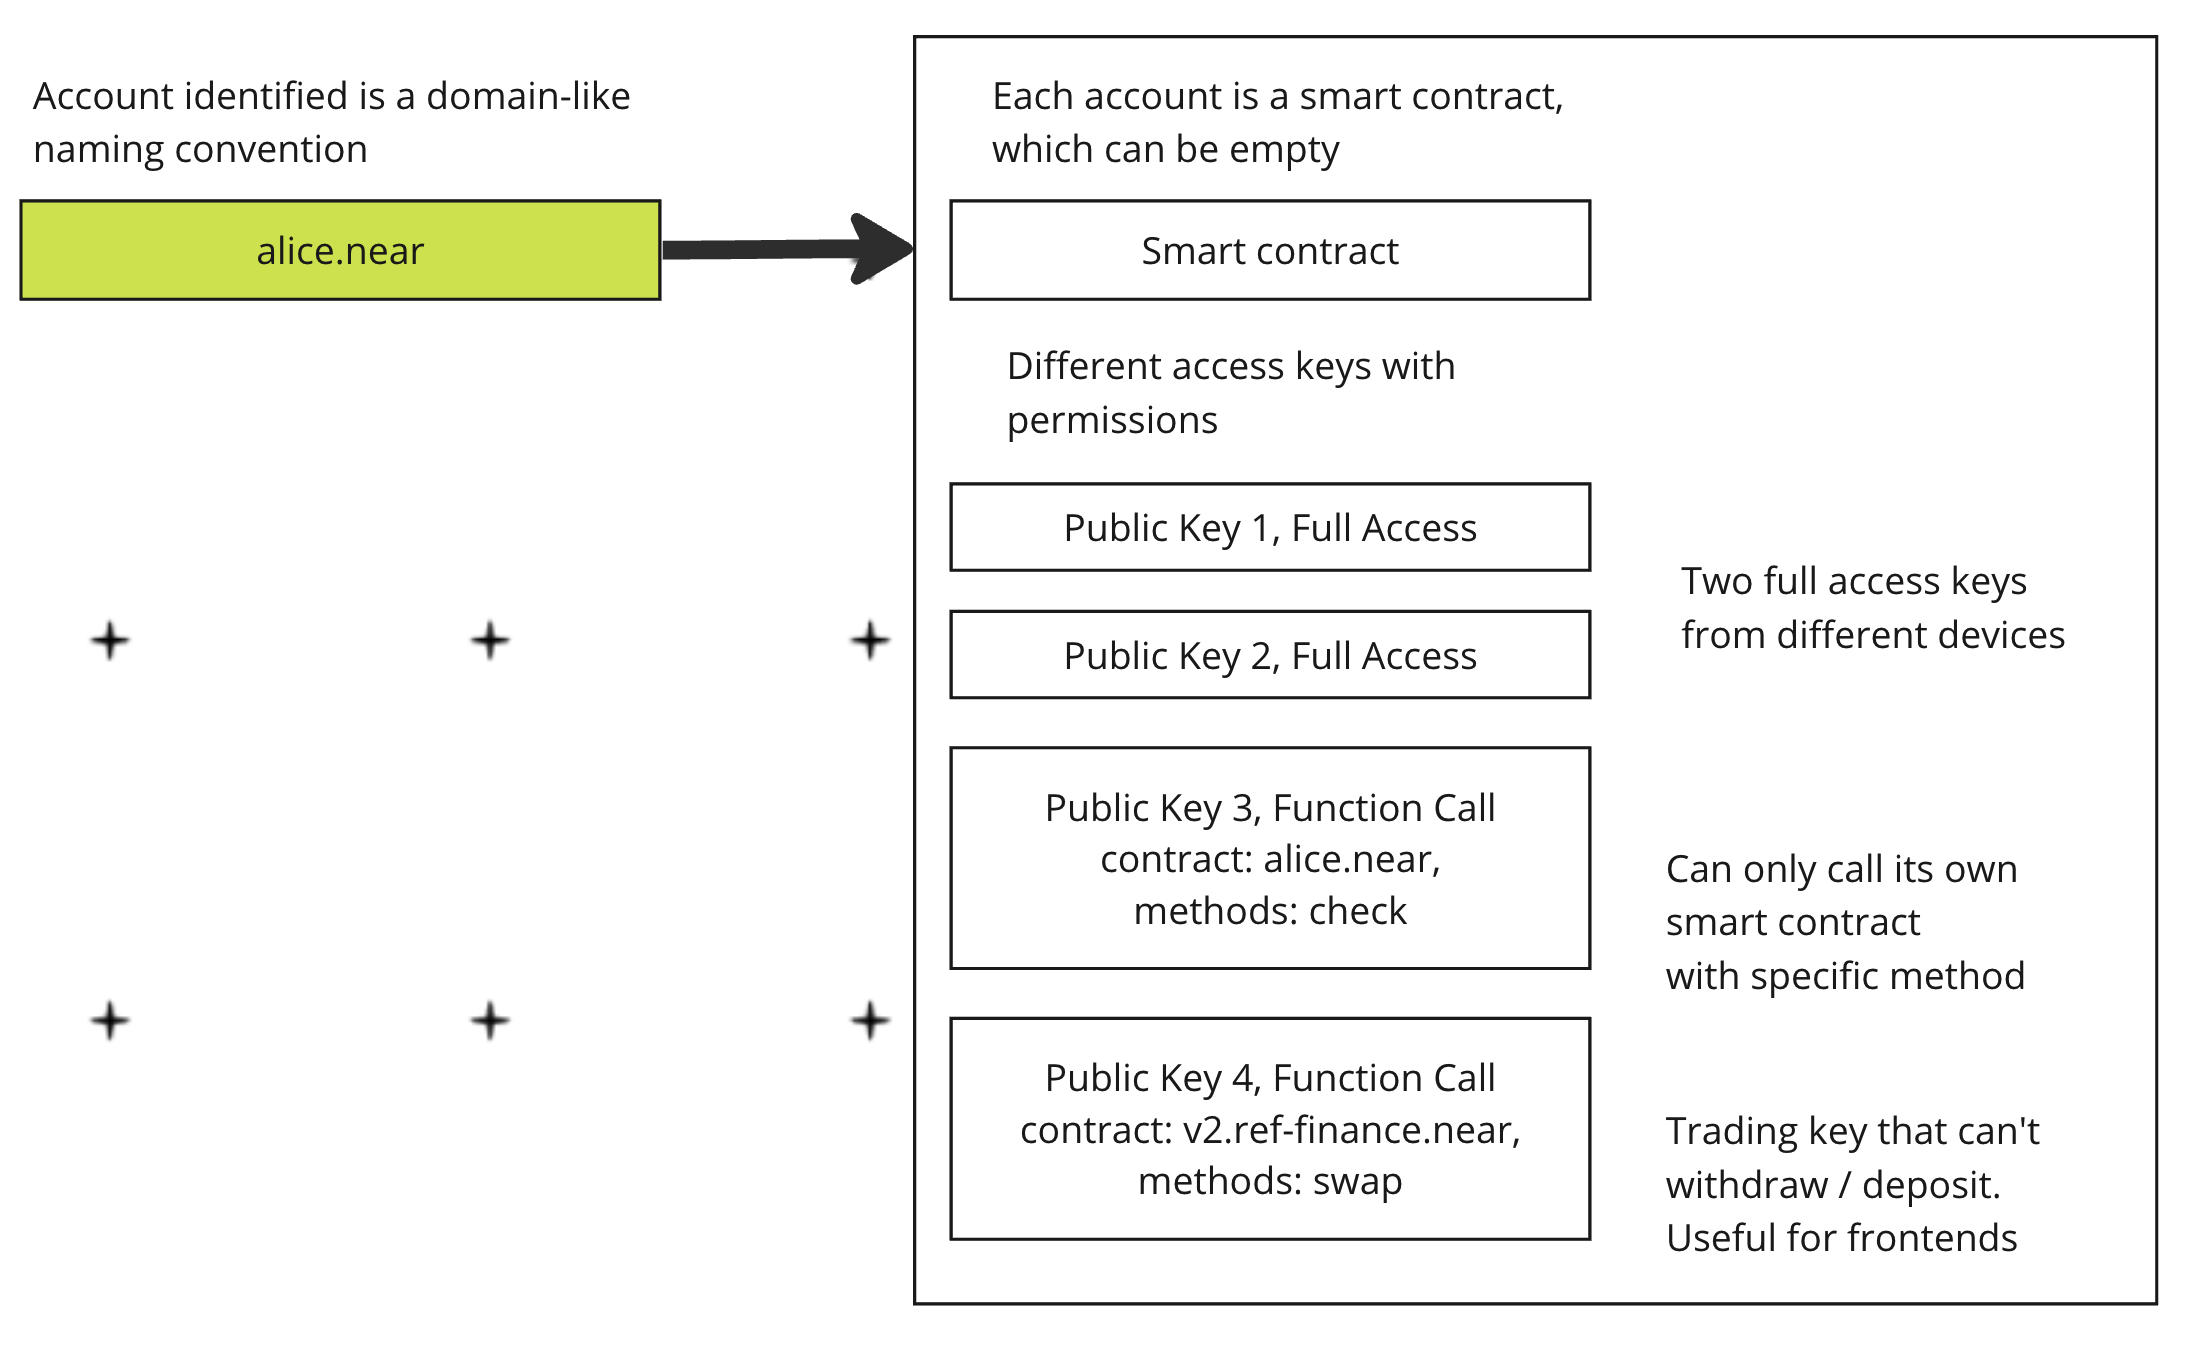 Account identified is a domain-like
naming convention
alice.near
Each account is a smart contract,
which can be empty
Smart contract
Different access keys with
permissions
Public Key 1, Full Access
Public Key 2, Full Access
Two full access keys
from different devices
Public Key 3, Function Call
contract: alice.near,
methods: check
Can only call its own
smart contract
with specific method
Public Key 4, Function Call
contract: v2.ref-finance.near,
methods: swap
Trading key that can't
withdraw / deposit.
Useful for frontends